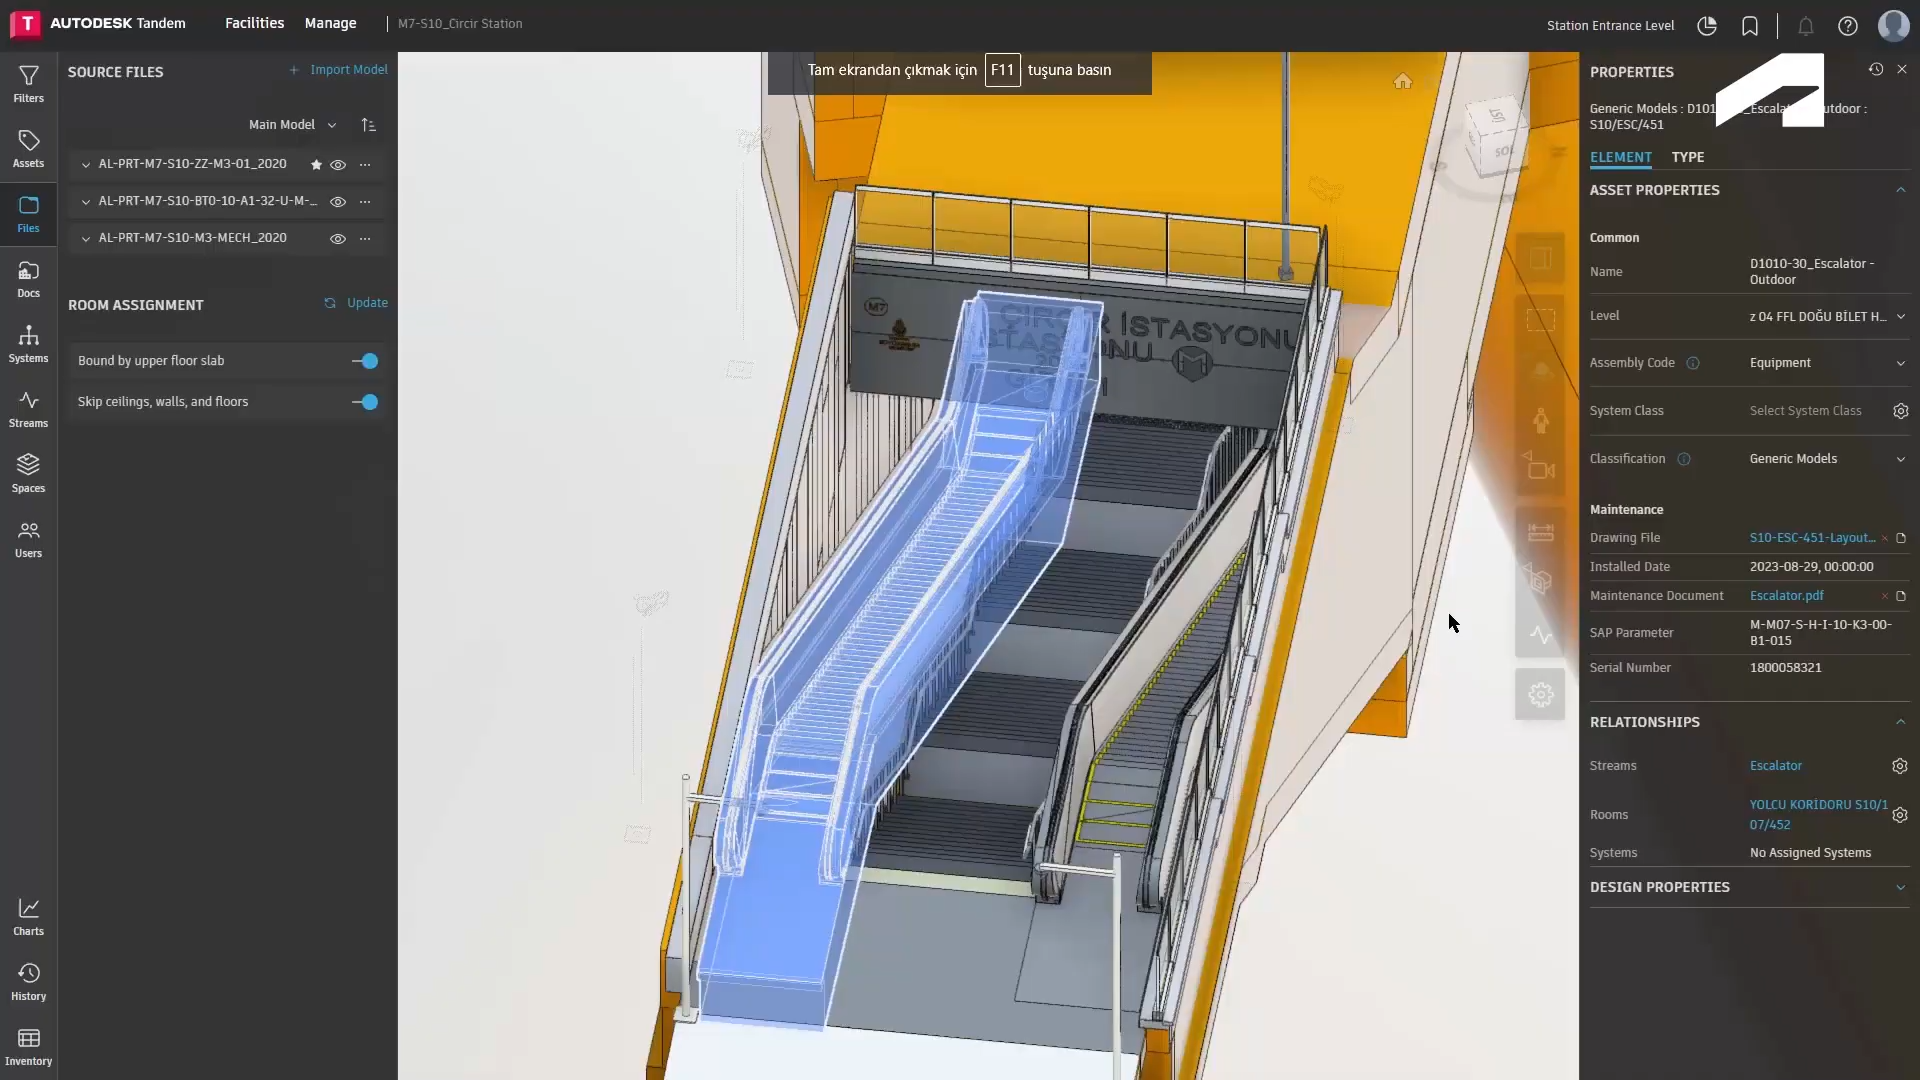 T AUTODESK Tandem
Facilities
Manage
M7-S10_Circir Station
Station Entrance Level
Filters
Assets
Files
Docs
Systems
Streams
Spaces
Users
Charts
History
Inventory
SOURCE FILES
+ Import Model
Main Model
AL-PRT-M7-S10-ZZ-M3-01_2020
AL-PRT-M7-S10-BT0-10-A1-32-U-M-...
AL-PRT-M7-S10-M3-MECH_2020
ROOM ASSIGNMENT
Update
Bound by upper floor slab
Skip ceilings, walls, and floors
Tam ekrandan çıkmak için F11 tuşuna basın
M7
İSTASYONU
M
SOL
PROPERTIES
Generic Models : D101
S10/ESC/451
ELEMENT TYPE
ASSET PROPERTIES
Common
Name D1010-30_Escalator -
Outdoor
Level z 04 FFL DOĞU BİLET H...
Assembly Code Equipment
System Class Select System Class
Classification Generic Models
Maintenance
Drawing File S10-ESC-451-Layout...
Installed Date 2023-08-29, 00:00:00
Maintenance Document Escalator.pdf
SAP Parameter M-M07-S-H-I-10-K3-00-
B1-015
Serial Number 1800058321
RELATIONSHIPS
Streams Escalator
Rooms YOLCU KORİDORU S10/1
07/452
Systems No Assigned Systems
DESIGN PROPERTIES